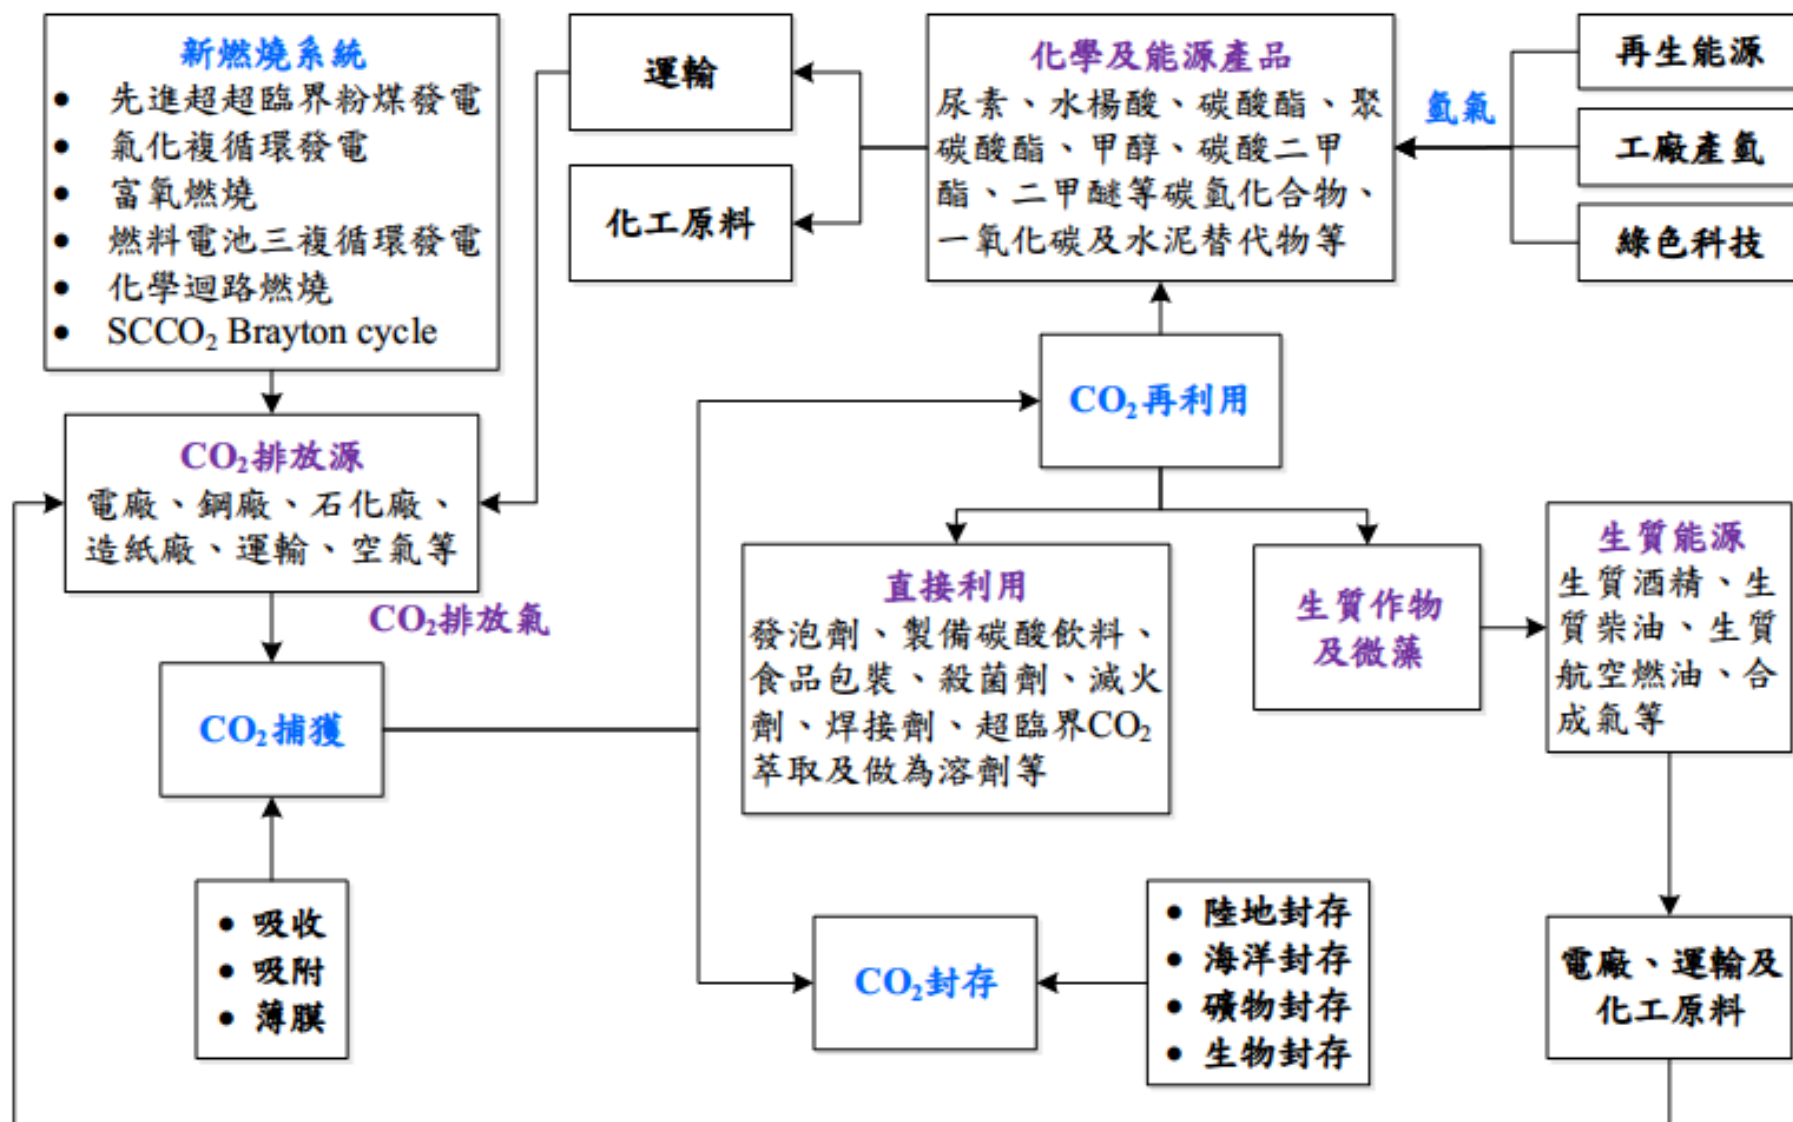 新燃燒系統
● 先進超超臨界粉煤發電
● 氣化複循環發電
● 富氧燃燒
● 燃料電池三複循環發電
● 化學迴路燃燒
● SCCO₂ Brayton cycle
運輸
化工原料
化學及能源產品
尿素、水楊酸、碳酸酯、聚
碳酸酯、甲醇、碳酸二甲
酯、二甲醚等碳氫化合物、
一氧化碳及水泥替代物等
氫氣
再生能源
工廠產氫
綠色科技
CO₂再利用
CO₂排放源
電廠、鋼廠、石化廠、
造紙廠、運輸、空氣等
CO₂排放氣
CO₂捕獲
● 吸收
● 吸附
● 薄膜
直接利用
發泡劑、製備碳酸飲料、
食品包裝、殺菌劑、滅火
劑、焊接劑、超臨界CO₂
萃取及做為溶劑等
生質作物
及微藻
生質能源
生質酒精、生
質柴油、生質
航空燃油、合
成氣等
CO₂封存
● 陸地封存
● 海洋封存
● 礦物封存
● 生物封存
電廠、運輸及
化工原料